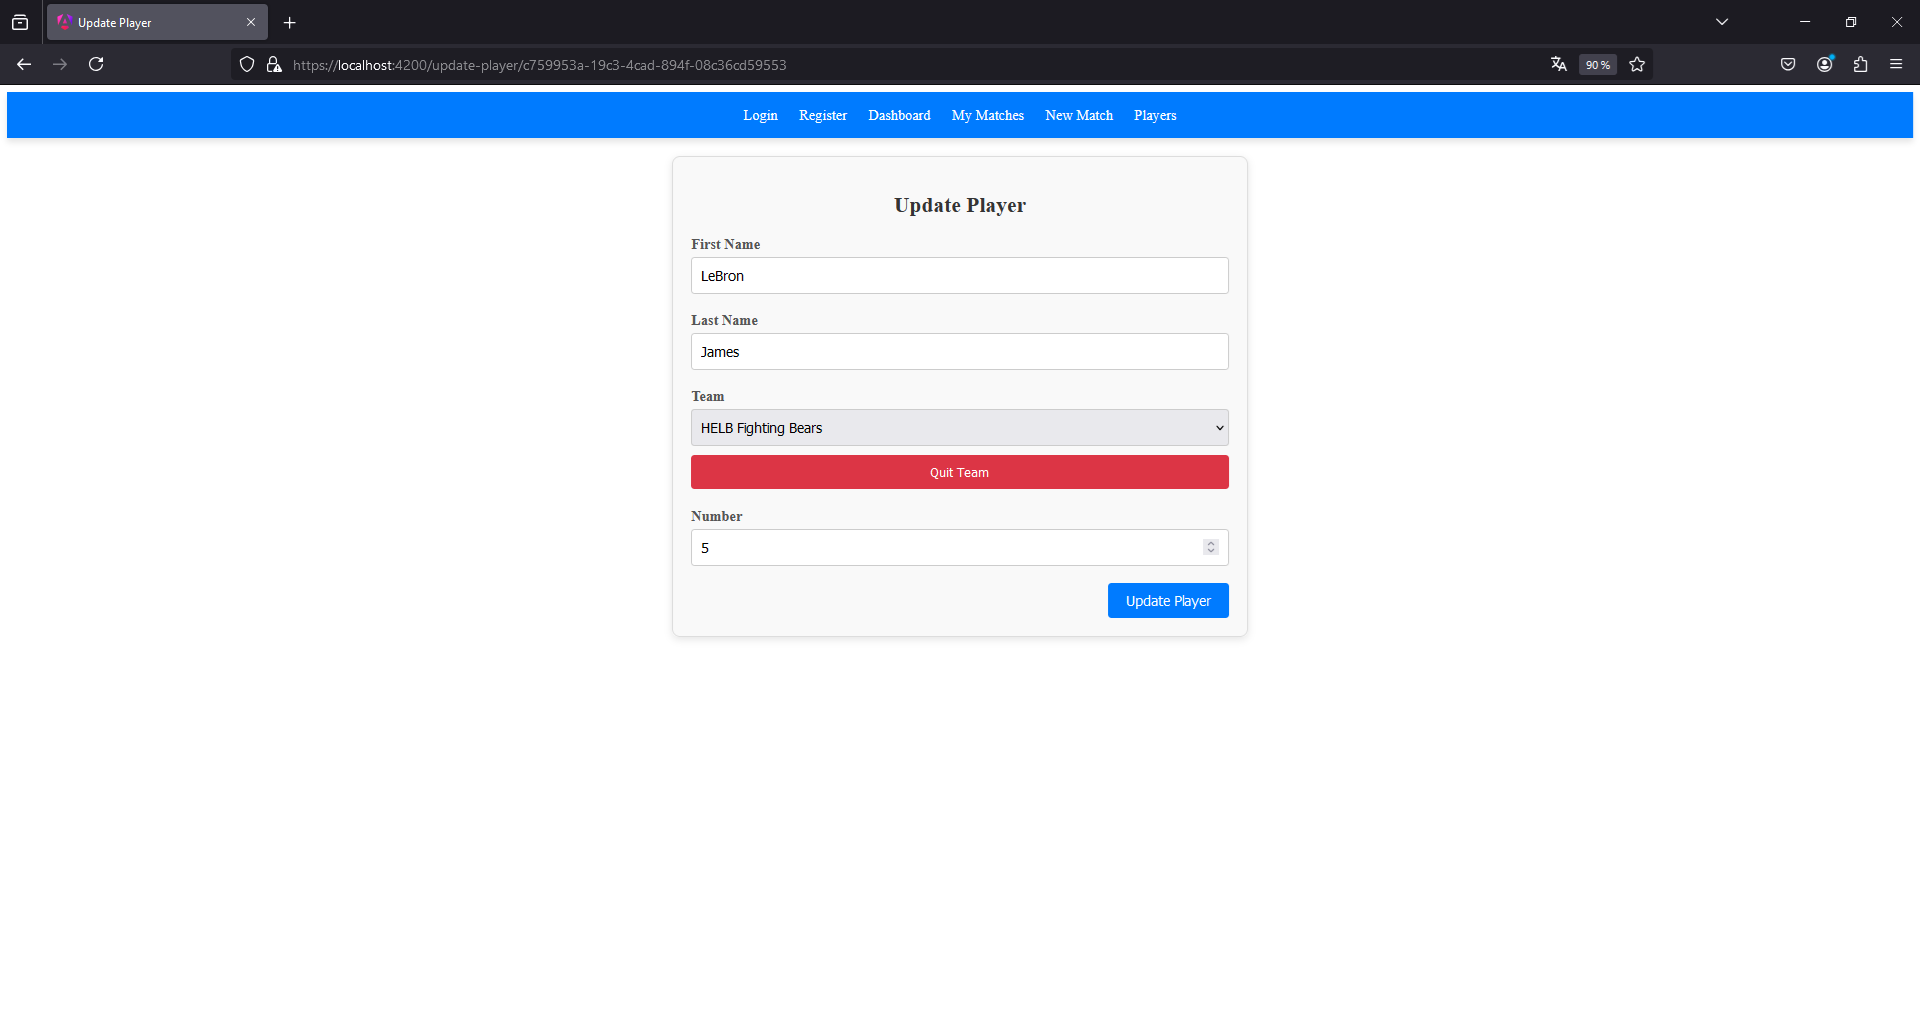 Update Player
https://localhost:4200/update-player/c759953a-19c3-4cad-894f-08c36cd59553
90 %
Login Register Dashboard My Matches New Match Players
Update Player
First Name
LeBron
Last Name
James
Team
HELB Fighting Bears
Quit Team
Number
5
Update Player